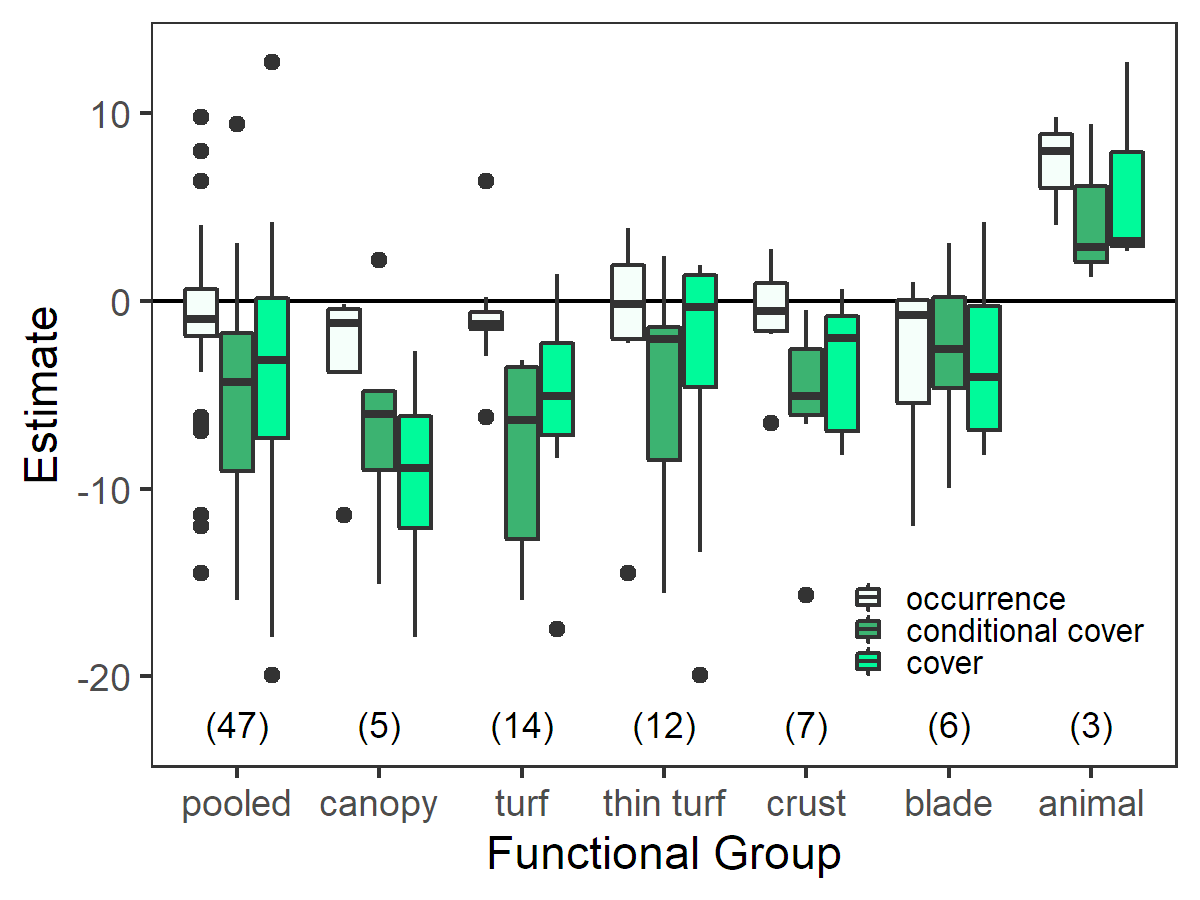 Estimate
10
0
-10
-20
occurrence
conditional cover
cover
(47) (5) (14) (12) (7) (6) (3)
pooled canopy turf thin turf crust blade animal
Functional Group